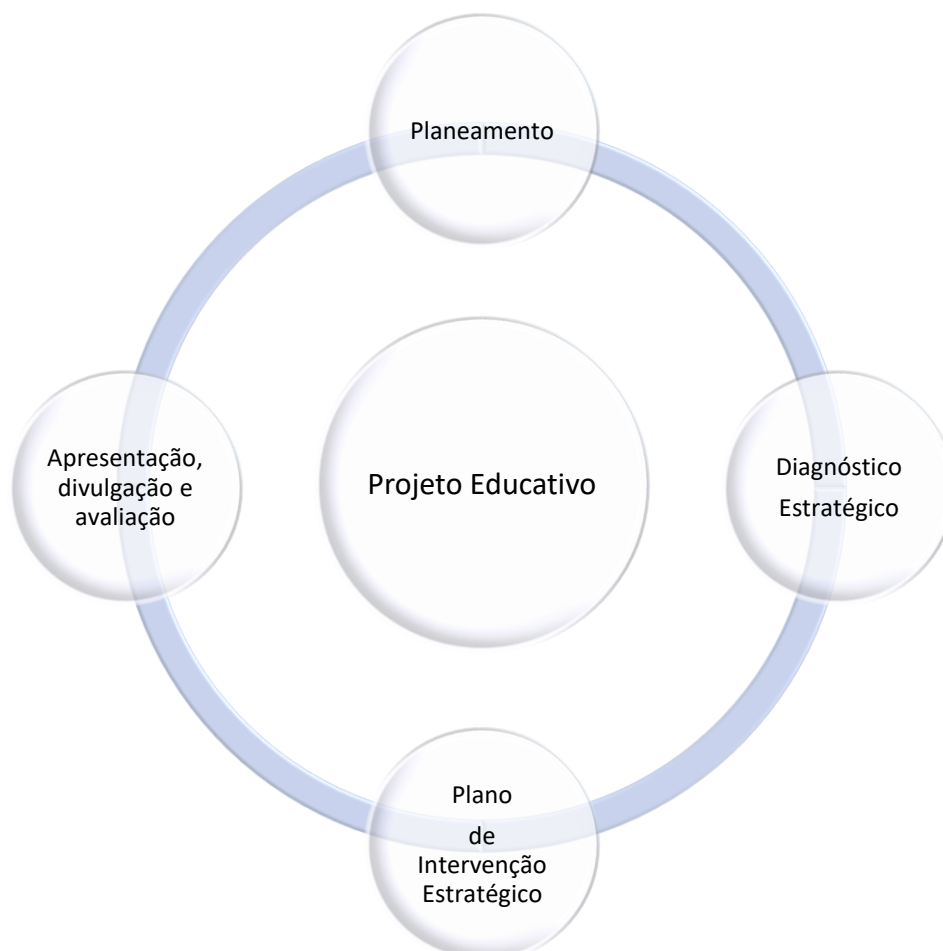 Planeamento
Apresentação,
divulgação e
avaliação
Projeto Educativo
Diagnóstico
Estratégico
Plano
de
Intervenção
Estratégico